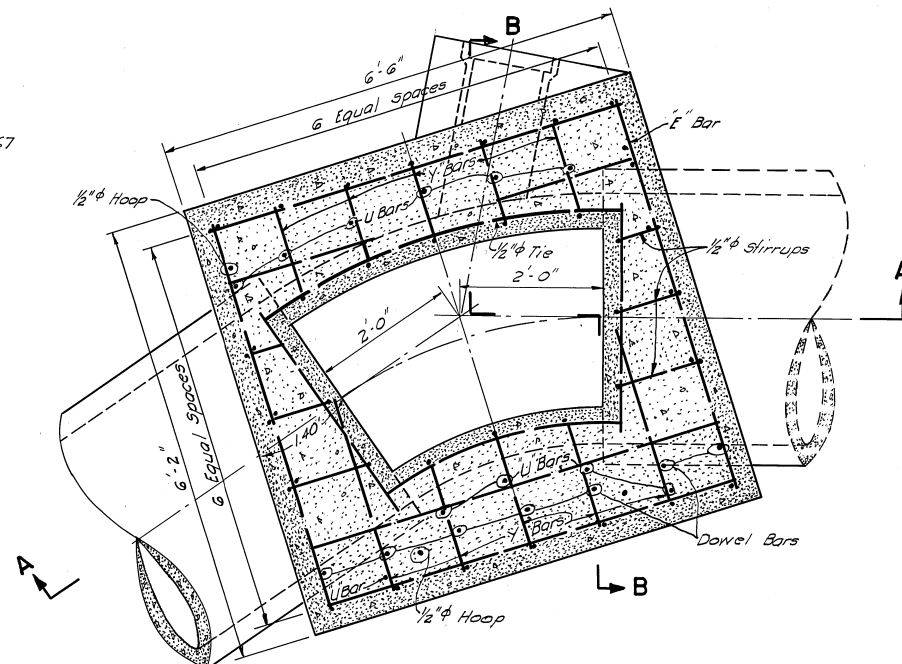 B
6'-6"
6 Equal Spaces
"E" Bar
57
Y Bars
1/2"φ Hoop
U Bars
1/2"φ Tie
1/2"φ Stirrups
2'-0"
A
2'-0"
6'-2"
6 Equal Spaces
1.40'
U Bars
Y Bars
Dowel Bars
A
U Bar
B
1/2"φ Hoop